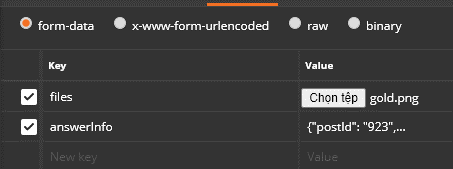 form-data x-www-form-urlencoded raw binary
Key Value
files Chọn tệp gold.png
answerInfo {"postId": "923",...
New key Value